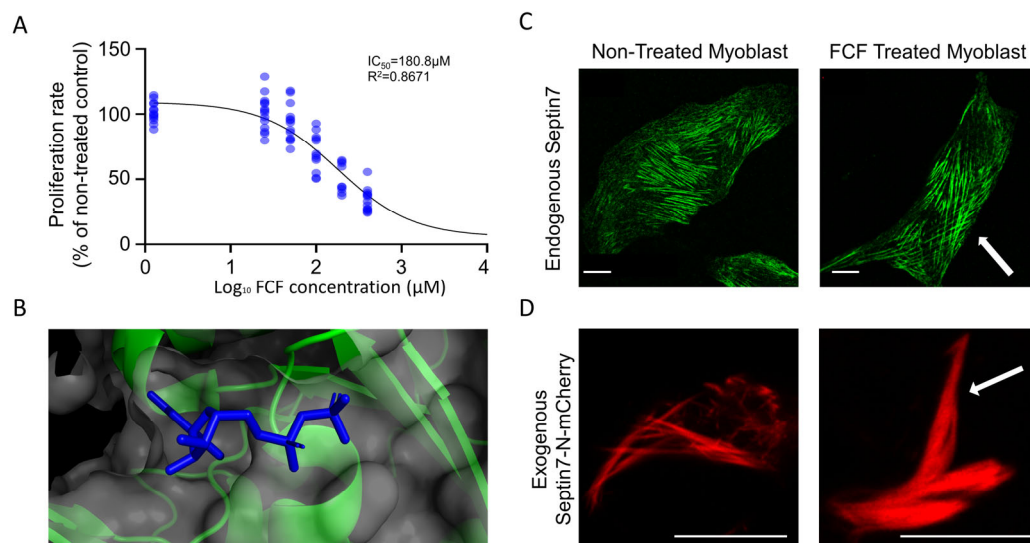 A
IC₅₀=180.8µM
R²=0.8671
Proliferation rate
(% of non-treated control)
150
100
50
0
0
1
2
3
4
Log₁₀ FCF concentration (µM)
B
C
Non-Treated Myoblast
FCF Treated Myoblast
Endogenous Septin7
D
Exogenous
Septin7-N-mCherry